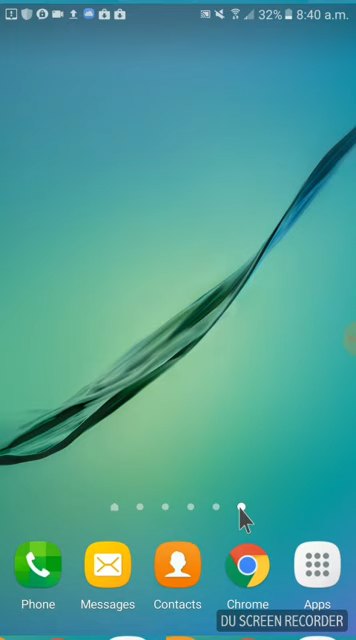 32% 8:40 a.m.
Phone Messages Contacts Chrome Apps
DU SCREEN RECORDER